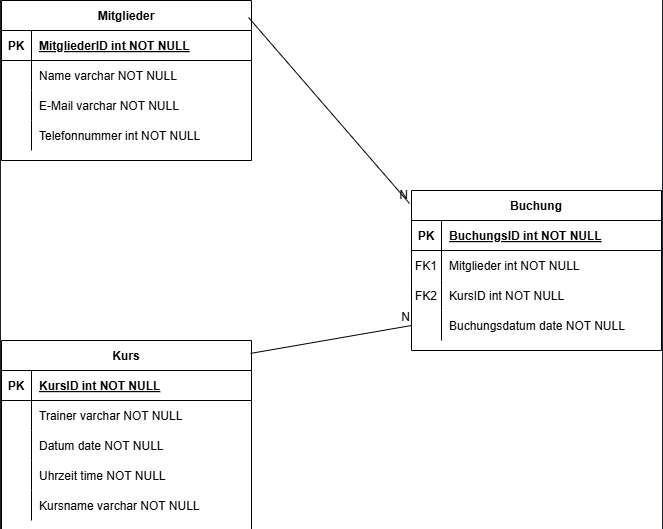 Mitglieder
PK MitgliederID int NOT NULL
Name varchar NOT NULL
E-Mail varchar NOT NULL
Telefonnummer int NOT NULL
N
Buchung
PK BuchungsID int NOT NULL
FK1 Mitglieder int NOT NULL
FK2 KursID int NOT NULL
N
Buchungsdatum date NOT NULL
Kurs
PK KursID int NOT NULL
Trainer varchar NOT NULL
Datum date NOT NULL
Uhrzeit time NOT NULL
Kursname varchar NOT NULL